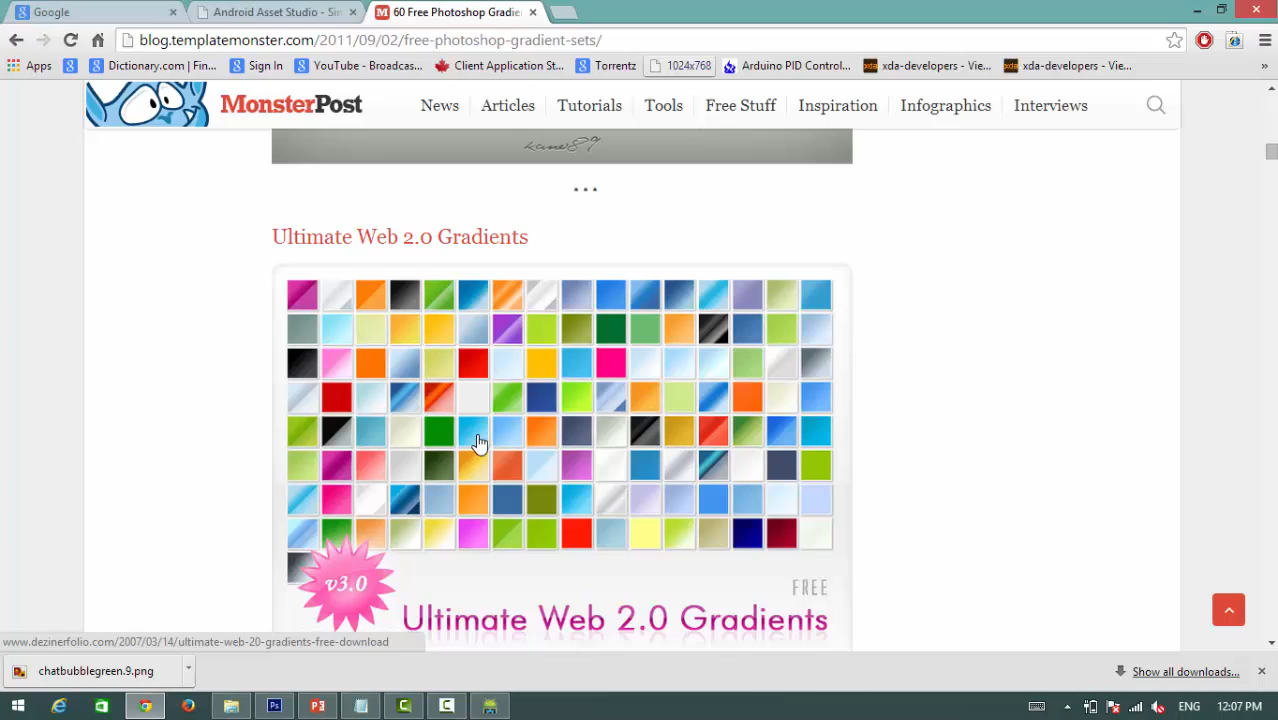 Google
Android Asset Studio - Sin
60 Free Photoshop Gradie
blog.templatemonster.com/2011/09/02/free-photoshop-gradient-sets/
Apps
Dictionary.com | Fin...
Sign In
YouTube - Broadcas...
Client Application St...
Torrentz
1024x768
Arduino PID Control...
xda-developers - Vie...
xda-developers - Vie...
»
MonsterPost
News
Articles
Tutorials
Tools
Free Stuff
Inspiration
Infographics
Interviews
...
Ultimate Web 2.0 Gradients
v3.0
FREE
Ultimate Web 2.0 Gradients
www.dezinerfolio.com/2007/03/14/ultimate-web-20-gradients-free-download
chatbubblegreen.9.png
Show all downloads...
ENG
12:07 PM